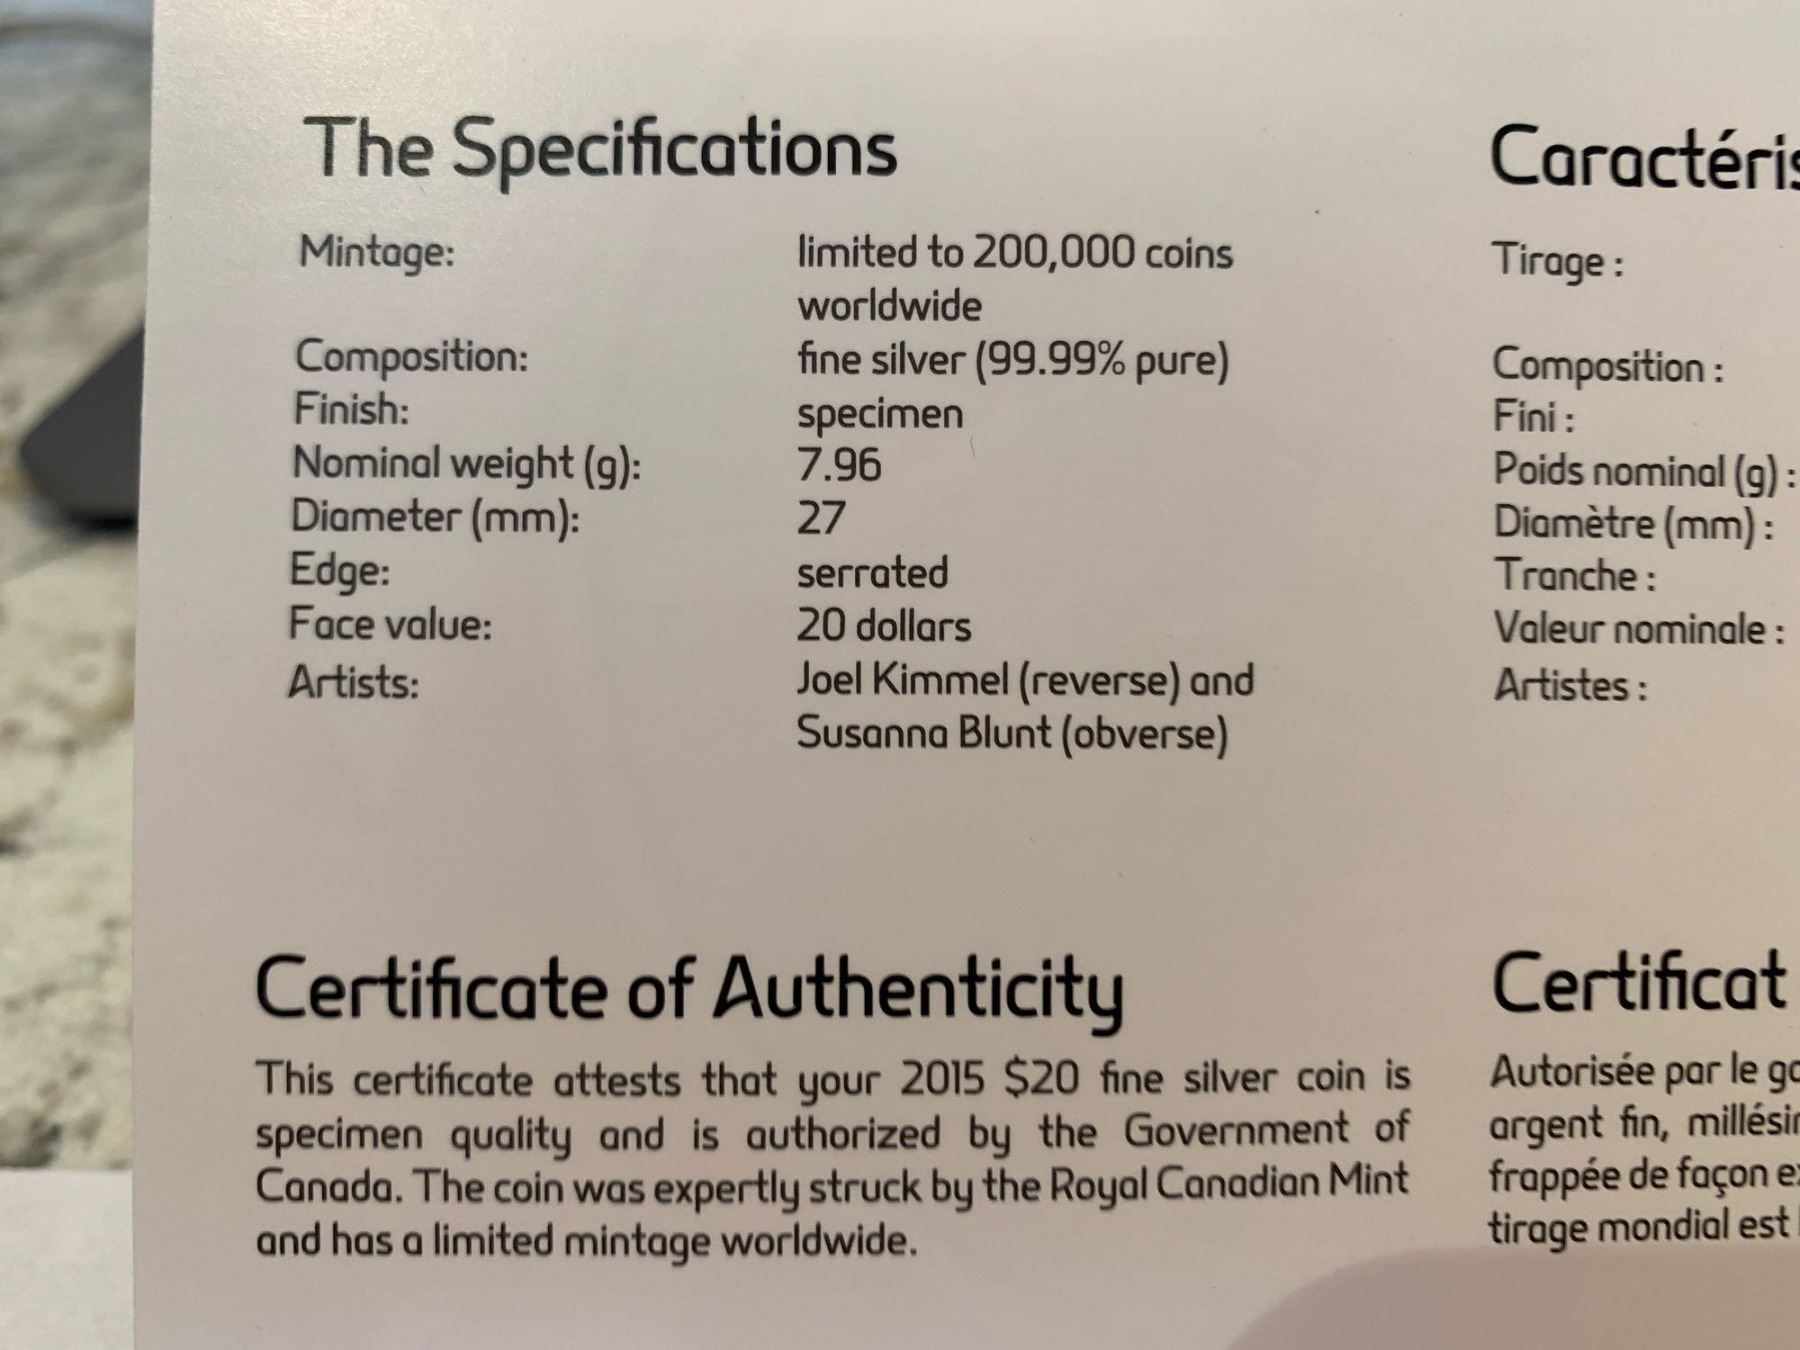 The Specifications
Mintage: limited to 200,000 coins
worldwide
Composition: fine silver (99.99% pure)
Finish: specimen
Nominal weight (g): 7.96
Diameter (mm): 27
Edge: serrated
Face value: 20 dollars
Artists: Joel Kimmel (reverse) and
Susanna Blunt (obverse)
Certificate of Authenticity
This certificate attests that your 2015 $20 fine silver coin is
specimen quality and is authorized by the Government of
Canada. The coin was expertly struck by the Royal Canadian Mint
and has a limited mintage worldwide.
Caractéris
Tirage :
Composition :
Fini :
Poids nominal (g) :
Diamètre (mm) :
Tranche :
Valeur nominale :
Artistes :
Certificat
Autorisée par le go
argent fin, millésin
frappée de façon ex
tirage mondial est